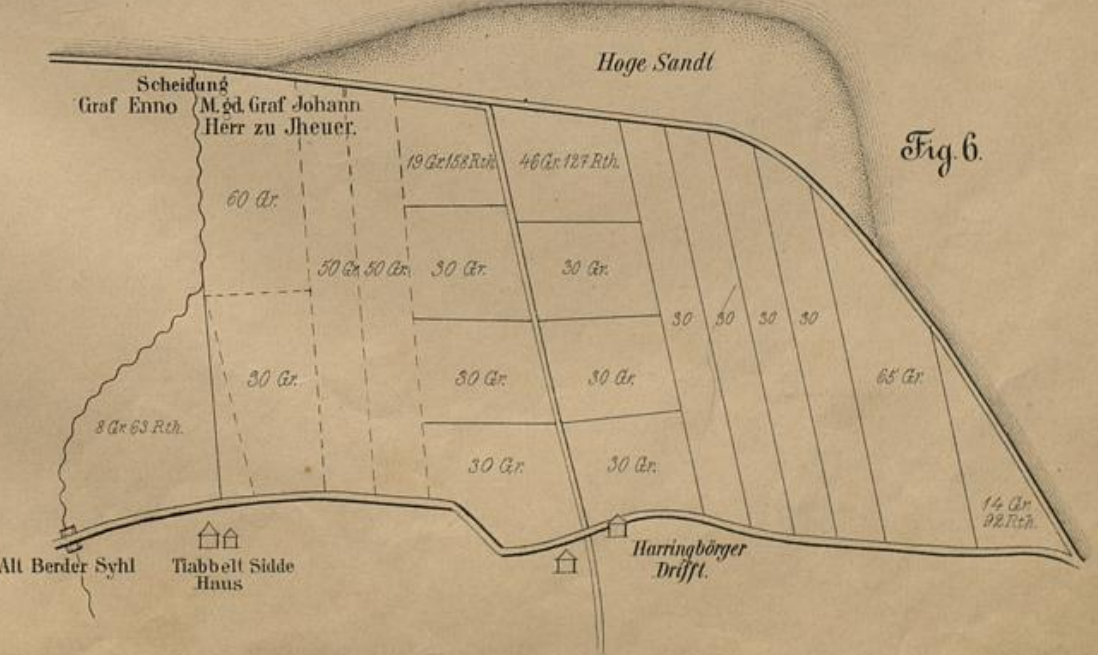 Hoge Sandt
Scheidung
Graf Enno M. gd. Graf Johann
Herr zu Jheuer.
Fig. 6.
19 Gr. 158 Rth.
46 Gr. 127 Rth.
60 Gr.
50 Gr.
50 Gr.
30 Gr.
30 Gr.
30
30
30
30
30 Gr.
30 Gr.
30 Gr.
65 Gr.
8 Gr. 63 Rth.
30 Gr.
30 Gr.
14 Gr.
92 Rth.
Alt Berder Syhl
Tiabbelt Sidde
Haus
Harringbörger
Drifft.